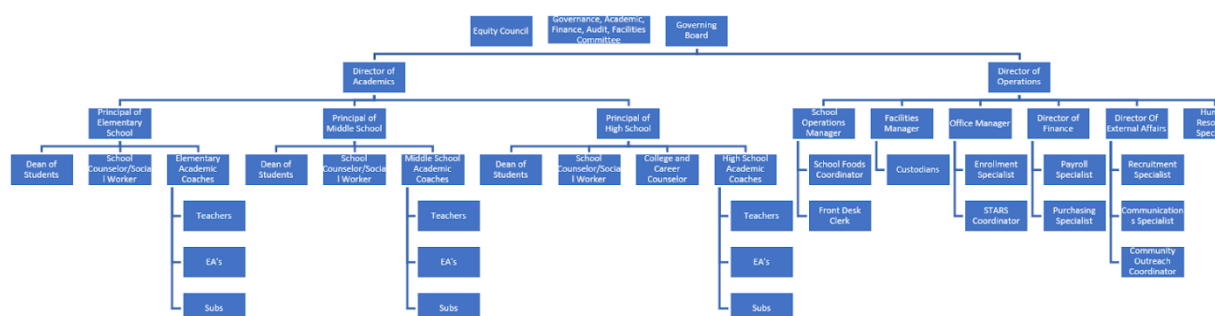 Equity Council
Governance, Academic,
Finance, Audit, Facilities
Committee
Governing
Board
Director of
Academics
Director of
Operations
Principal of
Elementary
School
Principal of
Middle School
Principal of
High School
School
Operations
Manager
Facilities
Manager
Office Manager
Director of
Finance
Director Of
External Affairs
Dean of
Students
School
Counselor/Socia
l Worker
Elementary
Academic
Coaches
Dean of
Students
School
Counselor/Socia
l Worker
Middle School
Academic
Coaches
Dean of
Students
School
Counselor/Socia
l Worker
College and
Career
Counselor
High School
Academic
Coaches
School Foods
Coordinator
Custodians
Enrollment
Specialist
Payroll
Specialist
Recruitment
Specialist
Teachers
Teachers
Teachers
Front Desk
Clerk
STARS
Coordinator
Purchasing
Specialist
Communication
s Specialist
EA's
EA's
EA's
Community
Outreach
Coordinator
Subs
Subs
Subs